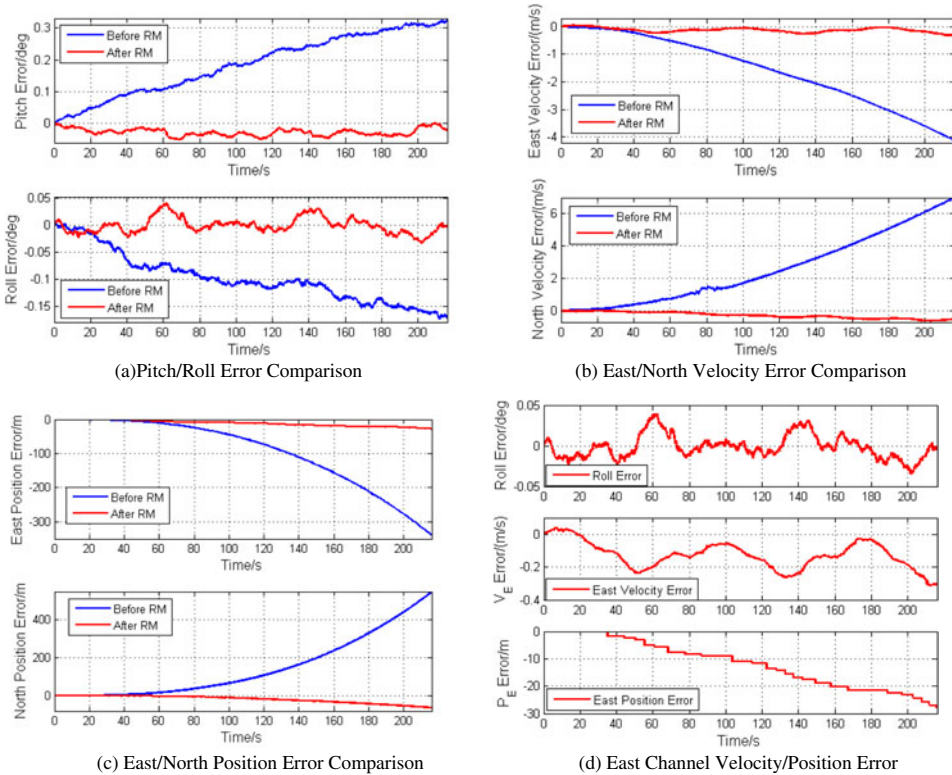 0.3
0.2
0.1
0
Pitch Error/deg
Before RM
After RM
0 20 40 60 80 100 120 140 160 180 200
Time/s
0.05
0
-0.05
-0.1
-0.15
Roll Error/deg
Before RM
After RM
0 20 40 60 80 100 120 140 160 180 200
Time/s
(a)Pitch/Roll Error Comparison
0
-1
-2
-3
-4
East Velocity Error/(m/s)
Before RM
After RM
0 20 40 60 80 100 120 140 160 180 200
Time/s
6
4
2
0
North Velocity Error/(m/s)
Before RM
After RM
0 20 40 60 80 100 120 140 160 180 200
Time/s
(b) East/North Velocity Error Comparison
0
-100
-200
-300
East Position Error/m
Before RM
After RM
0 20 40 60 80 100 120 140 160 180 200
Time/s
400
200
0
North Position Error/m
Before RM
After RM
0 20 40 60 80 100 120 140 160 180 200
Time/s
(c) East/North Position Error Comparison
0.05
0
-0.05
Roll Error/deg
Roll Error
0 20 40 60 80 100 120 140 160 180 200
0
-0.2
-0.4
V_E Error/(m/s)
East Velocity Error
0 20 40 60 80 100 120 140 160 180 200
0
-10
-20
-30
P_E Error/m
East Position Error
0 20 40 60 80 100 120 140 160 180 200
Time/s
(d) East Channel Velocity/Position Error